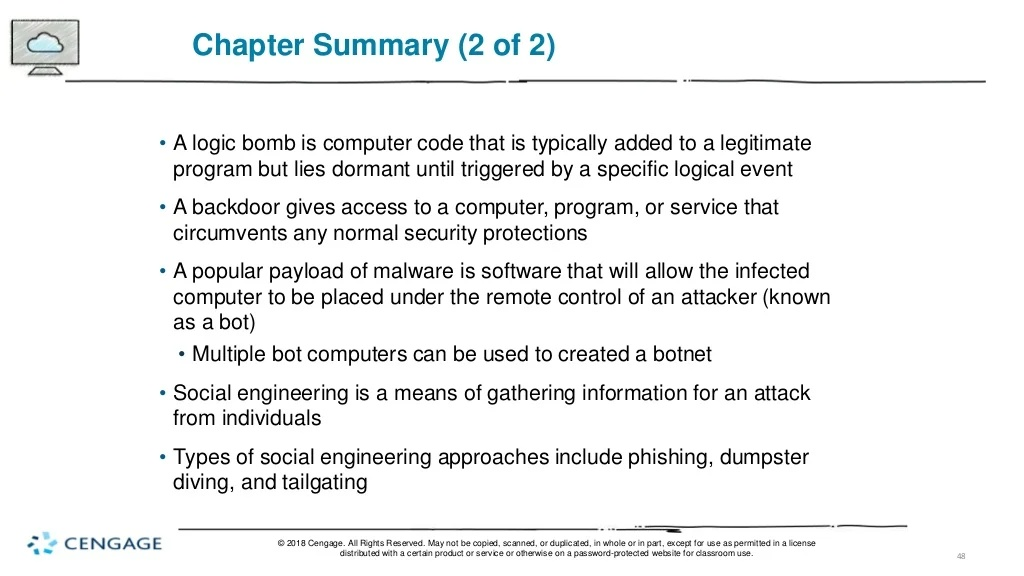 Chapter Summary (2 of 2)
• A logic bomb is computer code that is typically added to a legitimate
program but lies dormant until triggered by a specific logical event
• A backdoor gives access to a computer, program, or service that
circumvents any normal security protections
• A popular payload of malware is software that will allow the infected
computer to be placed under the remote control of an attacker (known
as a bot)
• Multiple bot computers can be used to created a botnet
• Social engineering is a means of gathering information for an attack
from individuals
• Types of social engineering approaches include phishing, dumpster
diving, and tailgating
CENGAGE
© 2018 Cengage. All Rights Reserved. May not be copied, scanned, or duplicated, in whole or in part, except for use as permitted in a license
distributed with a certain product or service or otherwise on a password-protected website for classroom use.
48